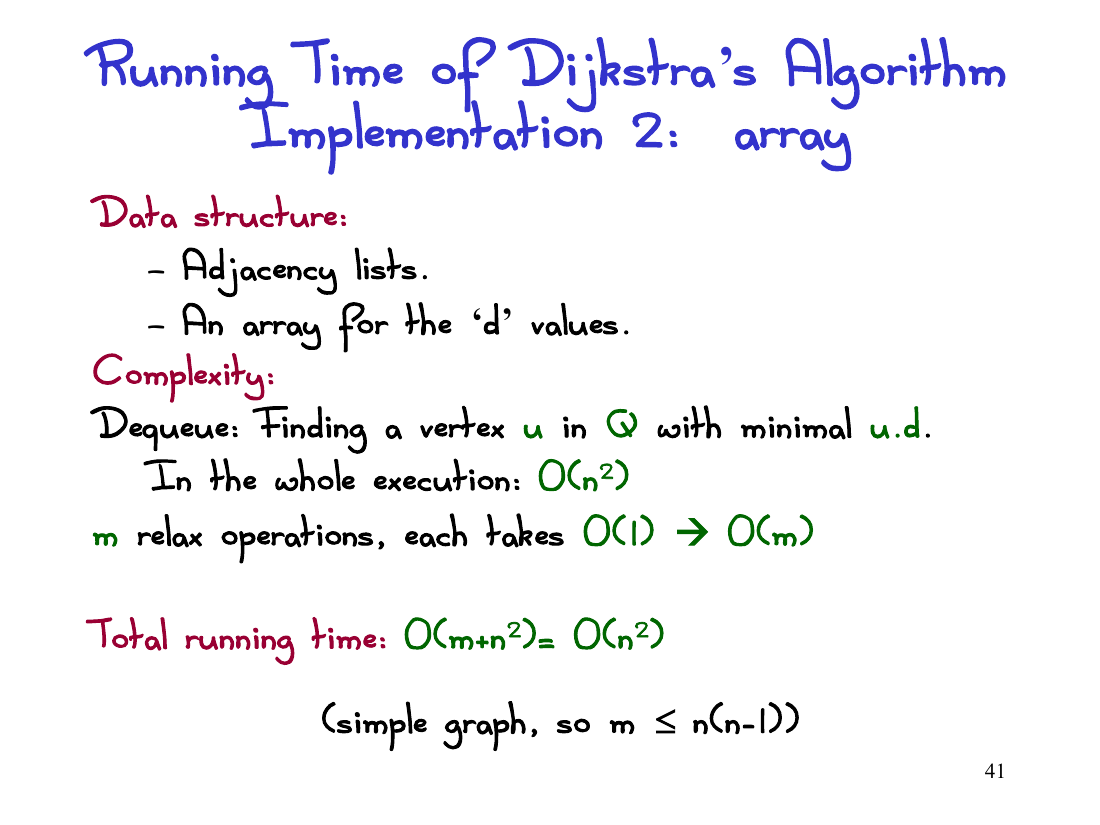 Running Time of Dijkstra's Algorithm
Implementation 2: array
Data structure:
– Adjacency lists.
– An array for the ‘d’ values.
Complexity:
Dequeue: Finding a vertex u in Q with minimal u.d.
In the whole execution: O(n²)
m relax operations, each takes O(1) → O(m)
Total running time: O(m+n²)= O(n²)
(simple graph, so m ≤ n(n-1))
41